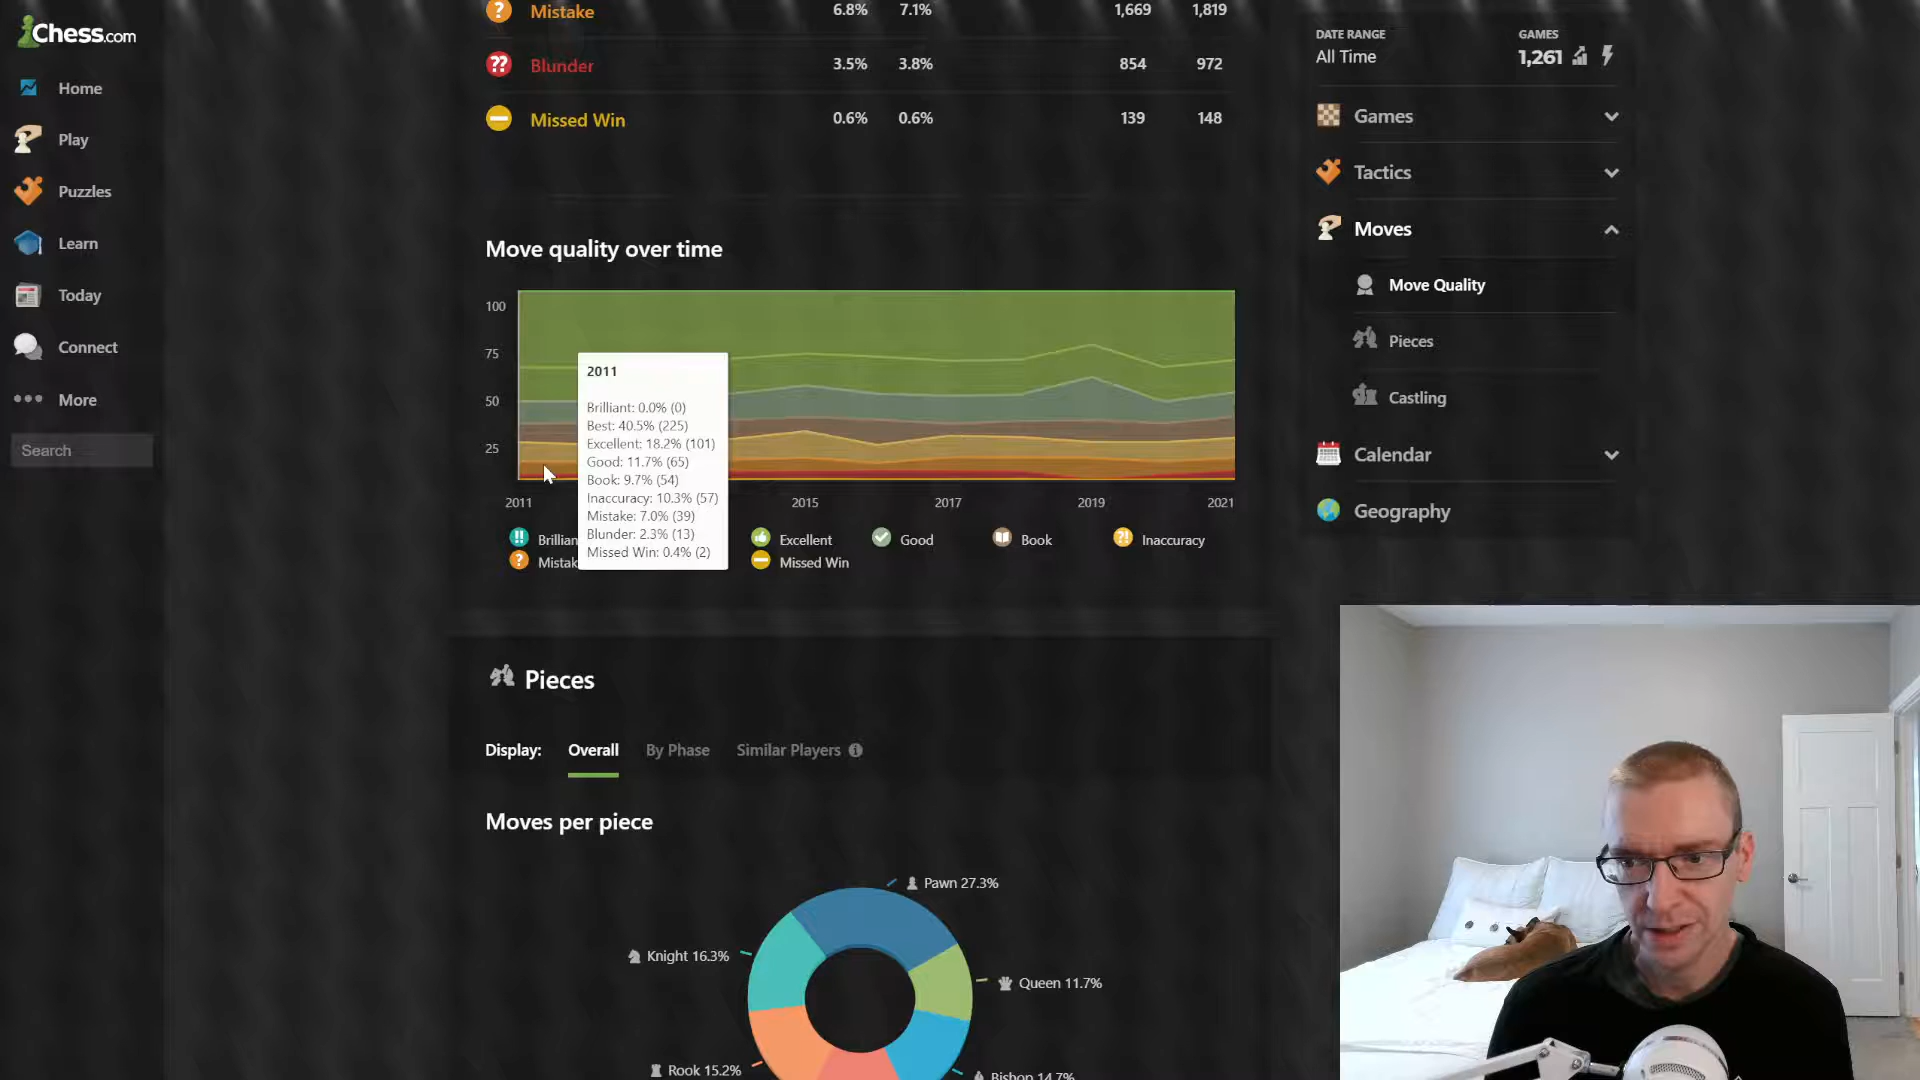 Chess.com
Home
Play
Puzzles
Learn
Today
Connect
More
Search
Mistake 6.8% 7.1% 1,669 1,819
Blunder 3.5% 3.8% 854 972
Missed Win 0.6% 0.6% 139 148
Move quality over time
100
75
50
25
2011
Brilliant: 0.0% (0)
Best: 40.5% (225)
Excellent: 18.2% (101)
Good: 11.7% (65)
Book: 9.7% (54)
Inaccuracy: 10.3% (57)
Mistake: 7.0% (39)
Blunder: 2.3% (13)
Missed Win: 0.4% (2)
2011 2015 2017 2019 2021
Brillian Excellent Good Book Inaccuracy
Mistak Missed Win
Pieces
Display: Overall By Phase Similar Players
Moves per piece
Pawn 27.3%
Knight 16.3%
Queen 11.7%
Rook 15.2%
Bishop 14.7%
DATE RANGE GAMES
All Time 1,261
Games
Tactics
Moves
Move Quality
Pieces
Castling
Calendar
Geography